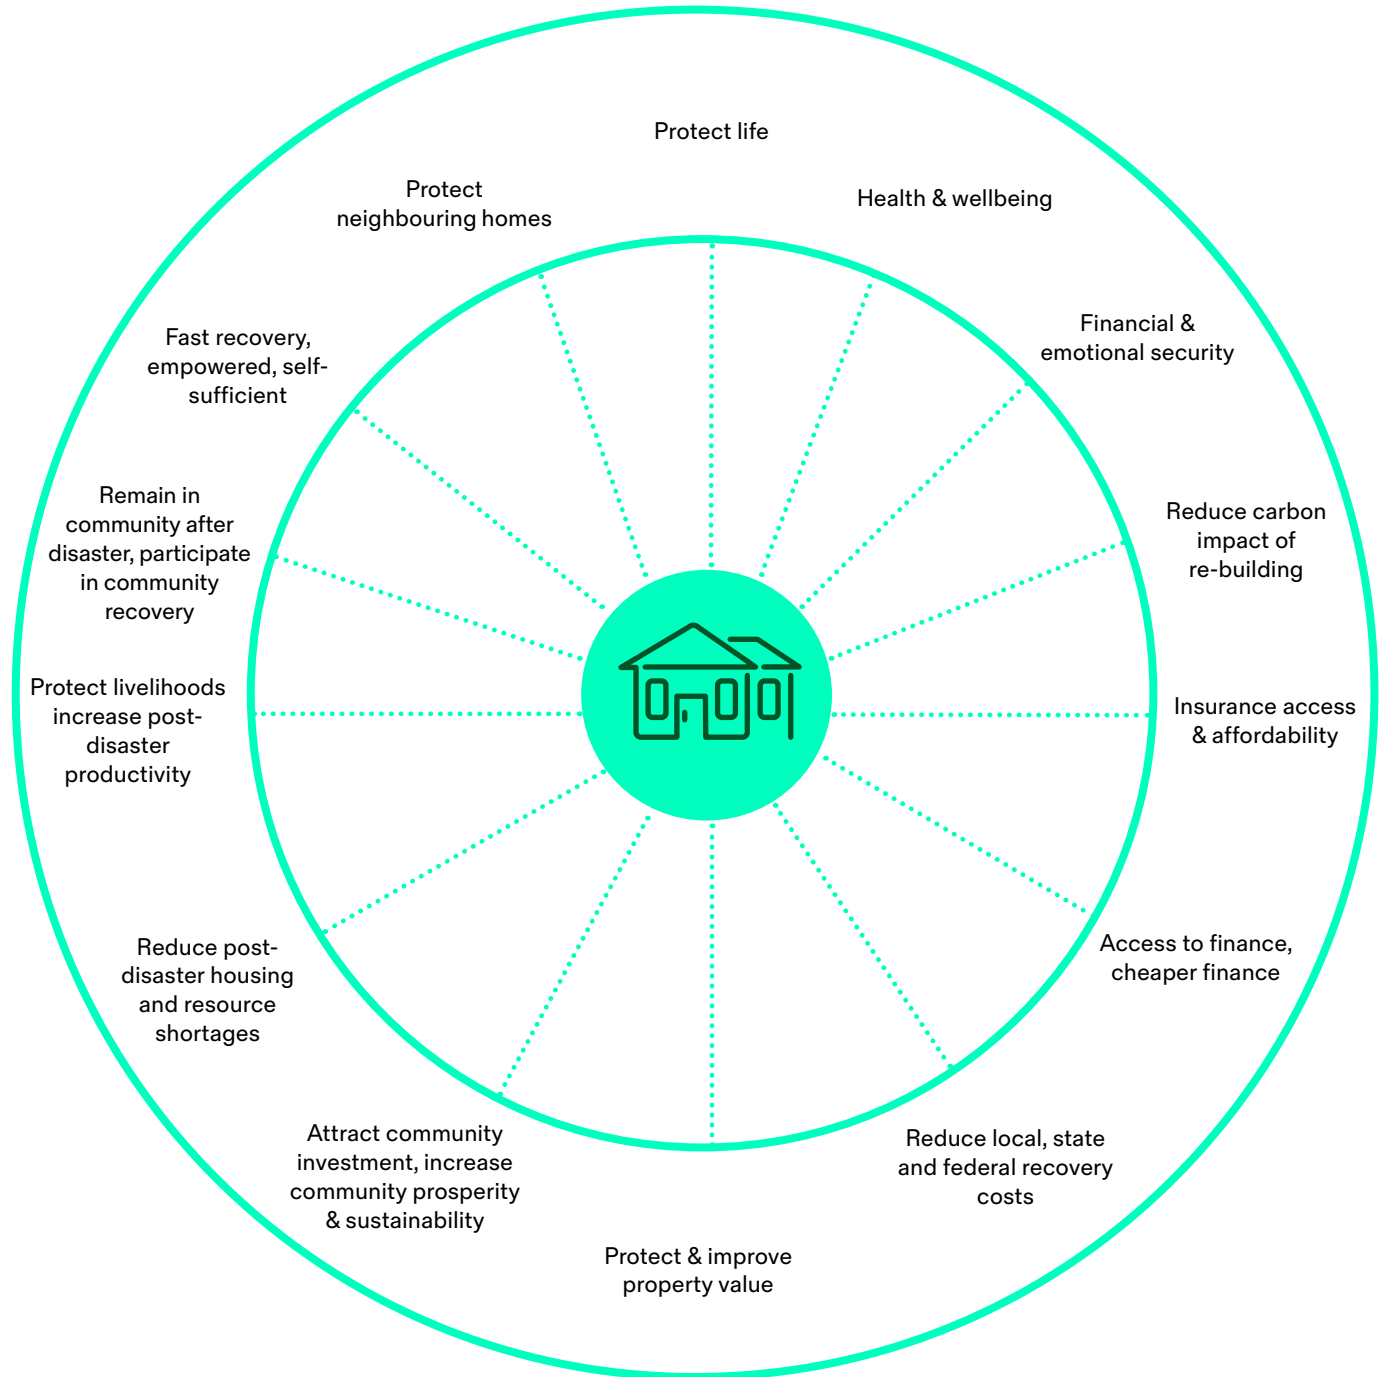 Protect life
Health & wellbeing
Financial &
emotional security
Reduce carbon
impact of
re-building
Insurance access
& affordability
Access to finance,
cheaper finance
Reduce local, state
and federal recovery
costs
Protect & improve
property value
Attract community
investment, increase
community prosperity
& sustainability
Reduce post-
disaster housing
and resource
shortages
Protect livelihoods
increase post-
disaster
productivity
Remain in
community after
disaster, participate
in community
recovery
Fast recovery,
empowered, self-
sufficient
Protect
neighbouring homes